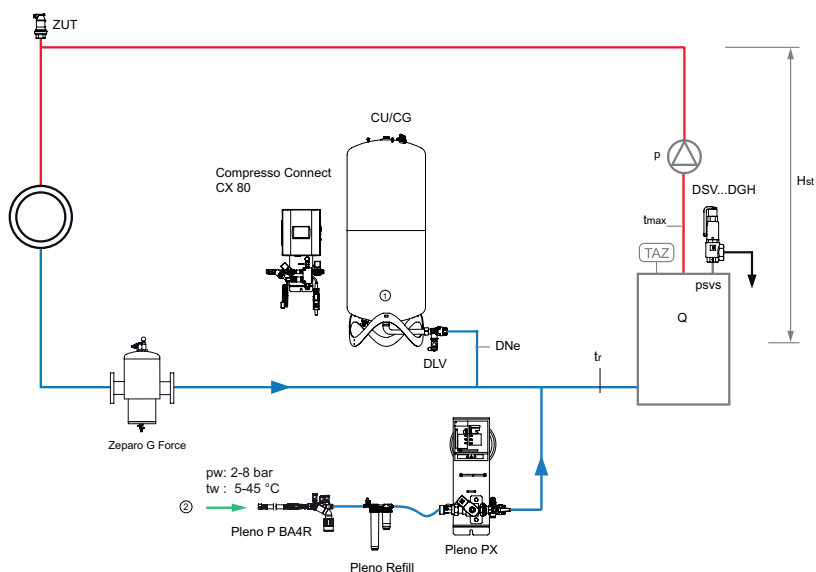 ZUT
CU/CG
Compresso Connect
CX 80
p
Hst
DSV...DGH
tmax
TAZ
psvs
①
Q
DLV
DNe
tr
Zeparo G Force
pw: 2-8 bar
tw : 5-45 °C
②
Pleno P BA4R
Pleno Refill
Pleno PX